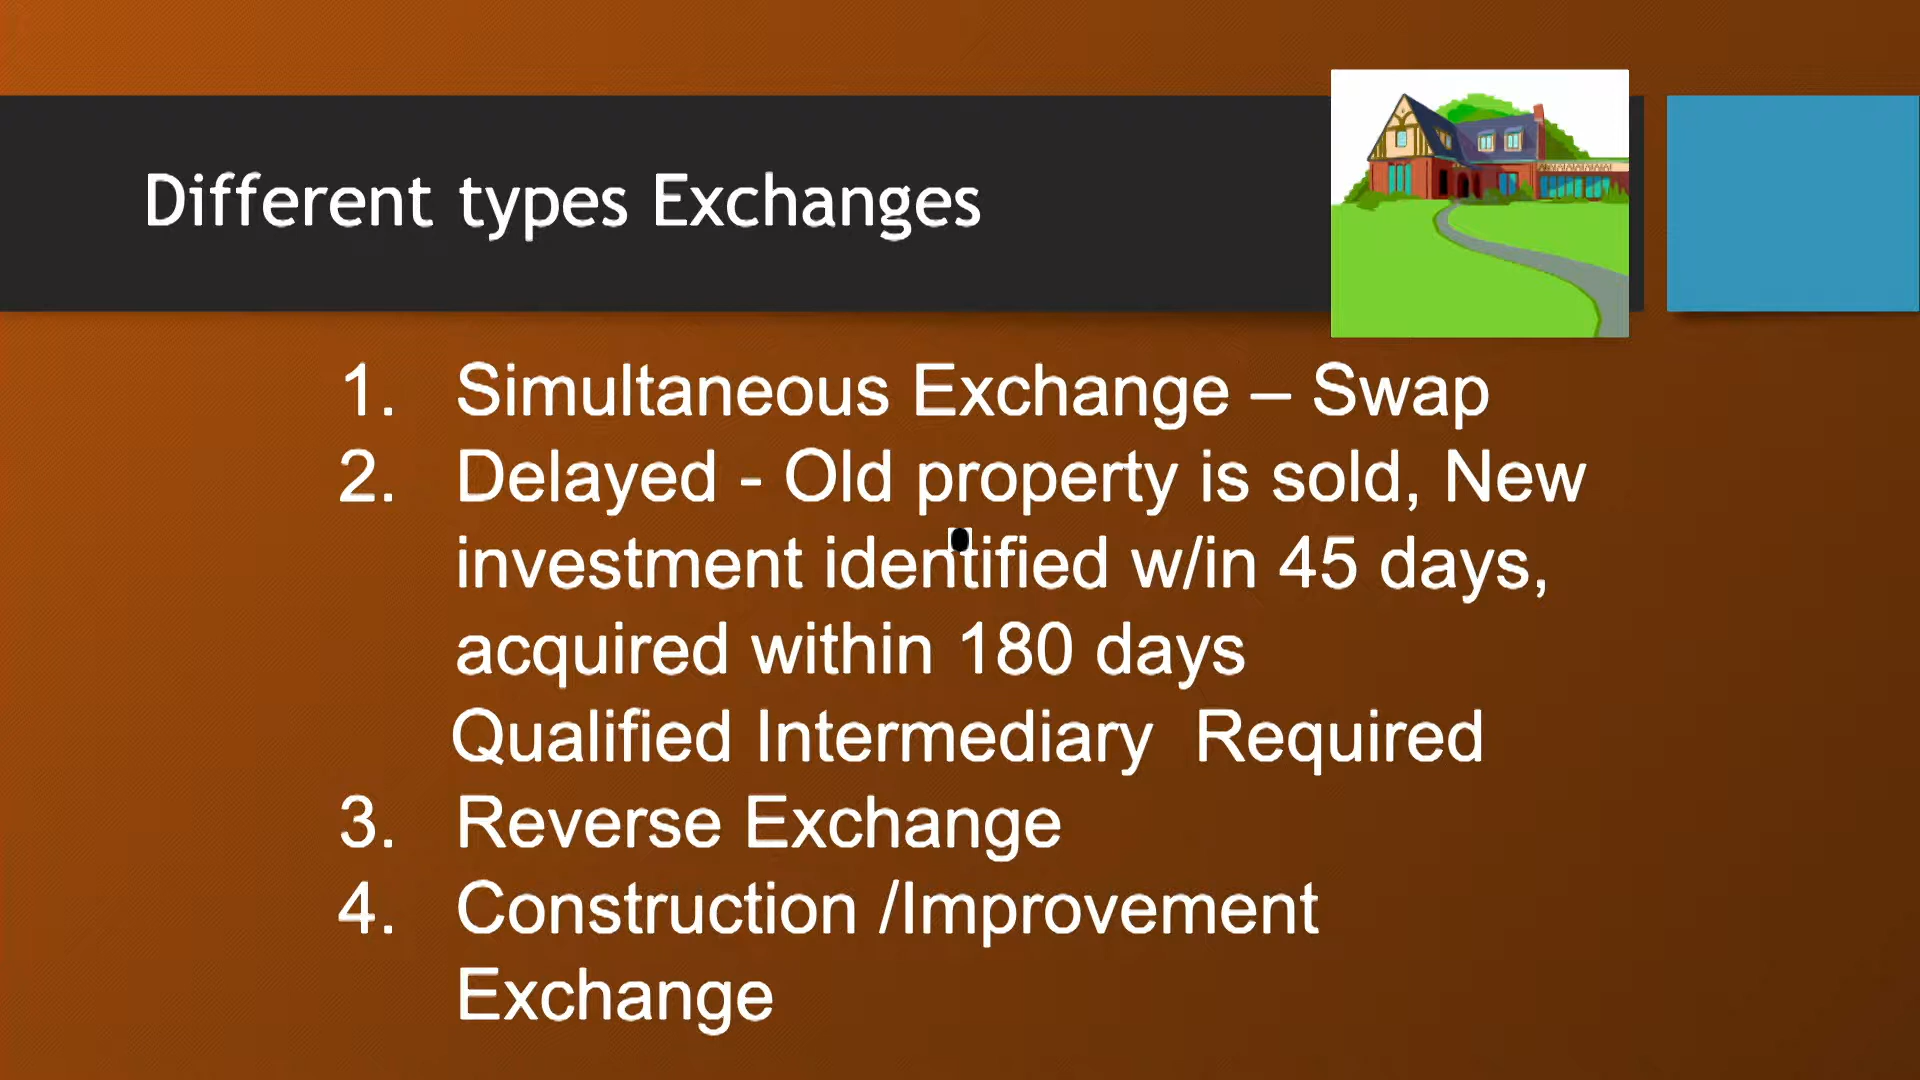 Different types Exchanges
1. Simultaneous Exchange – Swap
2. Delayed - Old property is sold, New
investment identified w/in 45 days,
acquired within 180 days
Qualified Intermediary  Required
3. Reverse Exchange
4. Construction /Improvement
Exchange